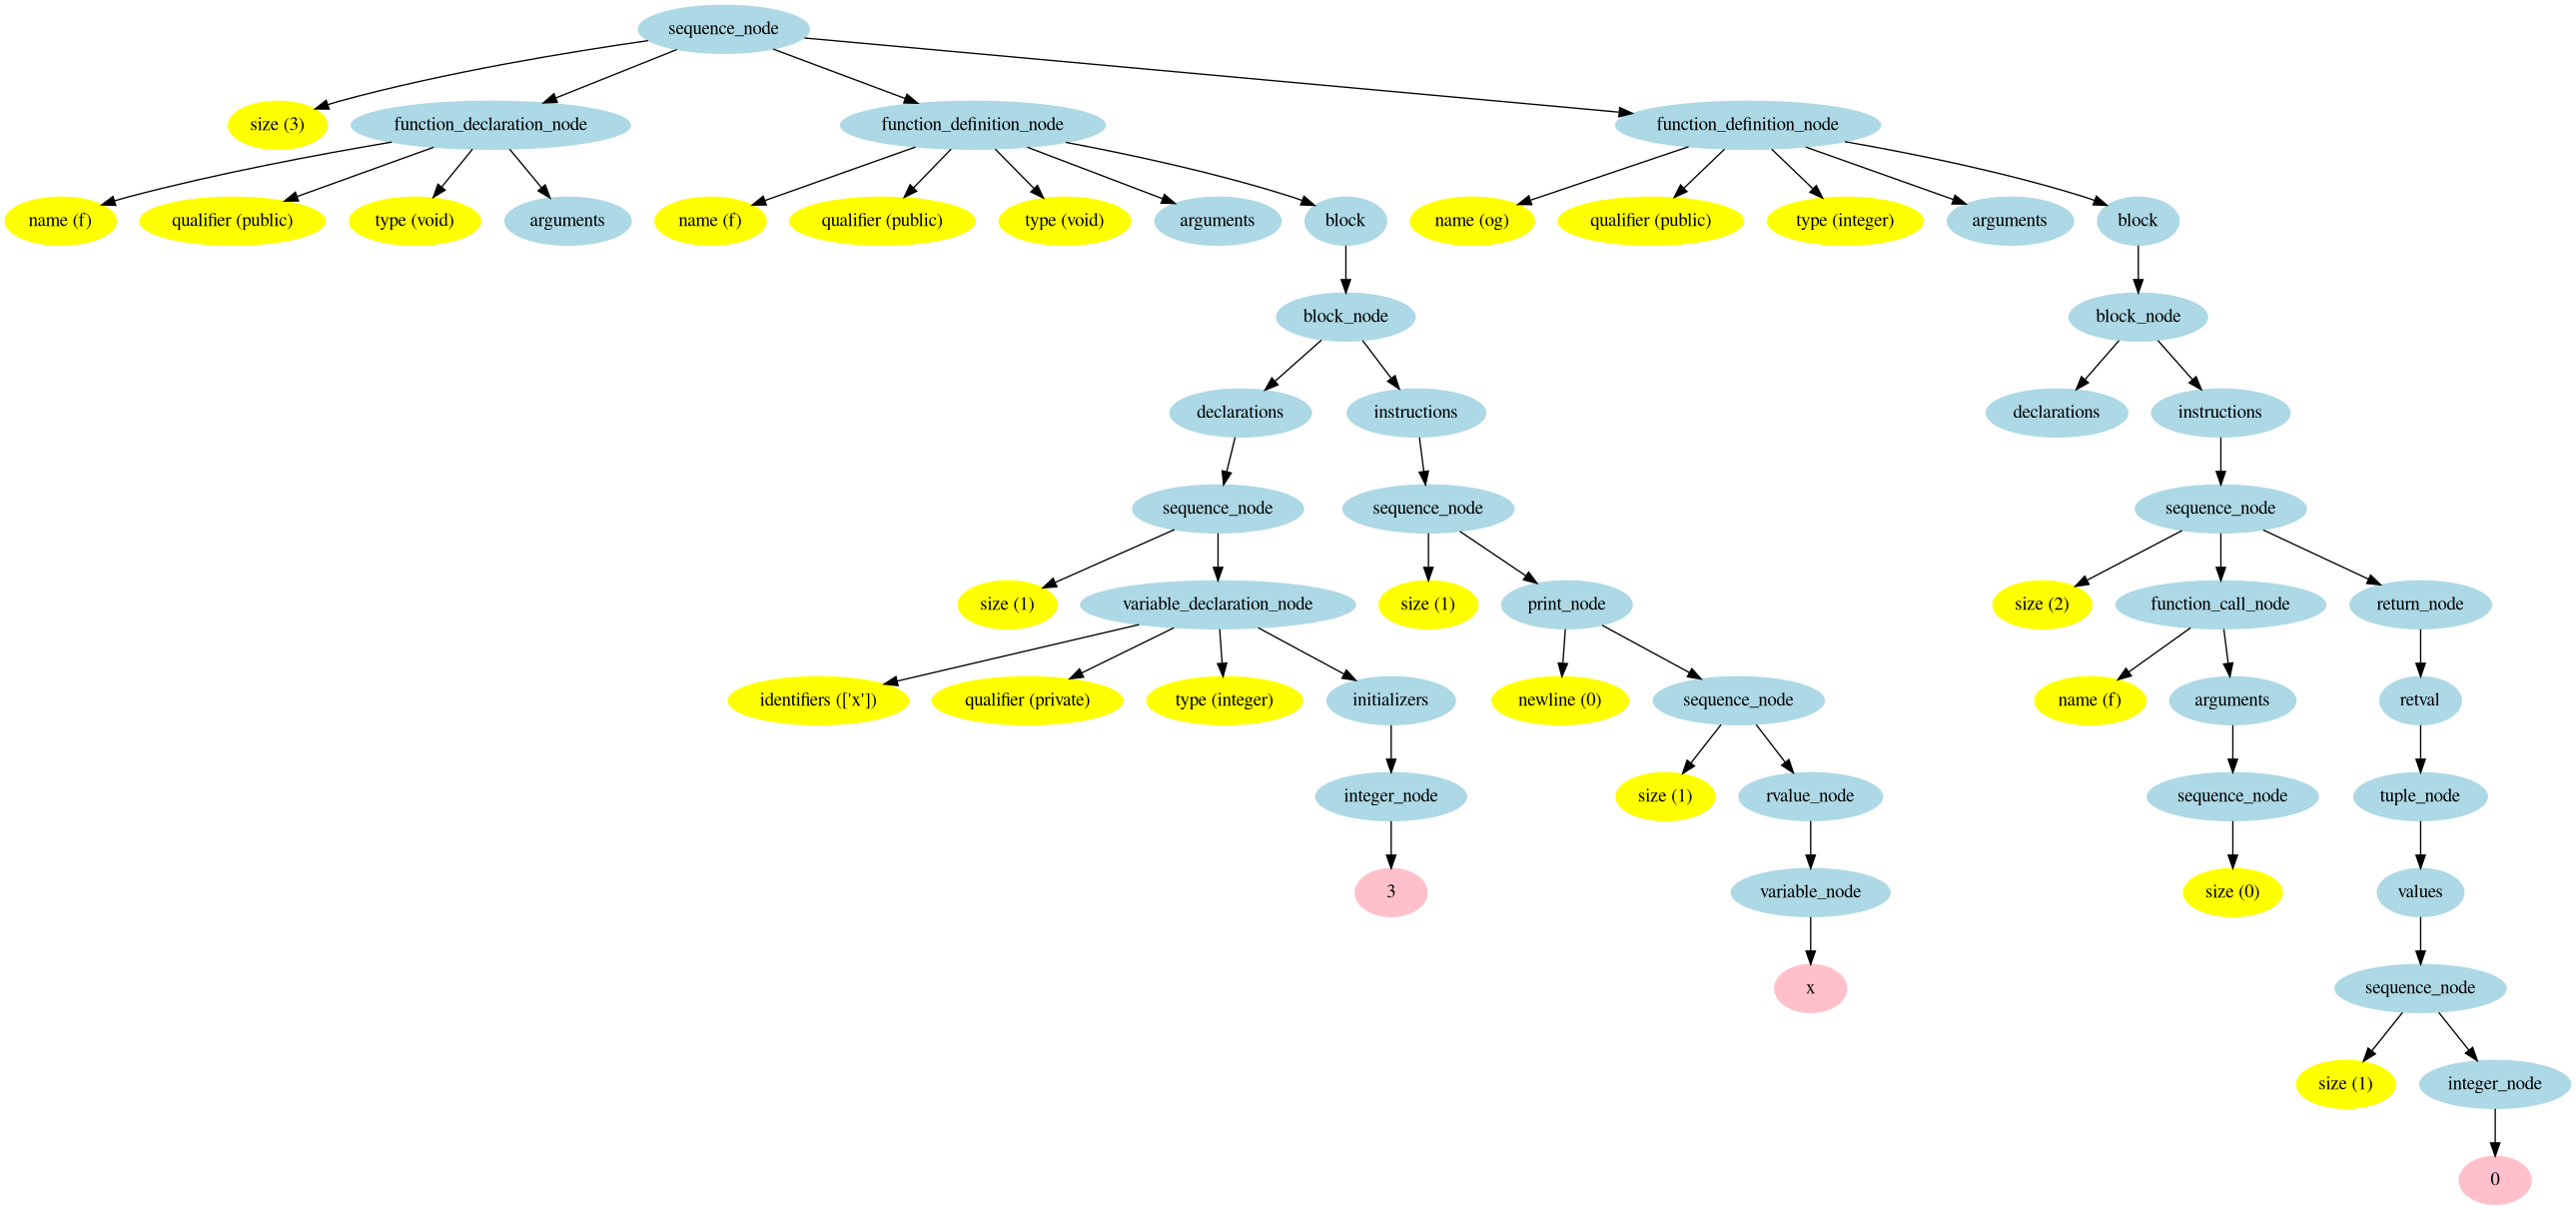 sequence_node
size (3)
function_declaration_node
function_definition_node
function_definition_node
name (f)
qualifier (public)
type (void)
arguments
name (f)
qualifier (public)
type (void)
arguments
block
name (og)
qualifier (public)
type (integer)
arguments
block
block_node
block_node
declarations
instructions
declarations
instructions
sequence_node
sequence_node
sequence_node
size (1)
variable_declaration_node
size (1)
print_node
size (2)
function_call_node
return_node
identifiers (['x'])
qualifier (private)
type (integer)
initializers
newline (0)
sequence_node
name (f)
arguments
retval
integer_node
size (1)
rvalue_node
sequence_node
tuple_node
3
variable_node
size (0)
values
x
sequence_node
size (1)
integer_node
0